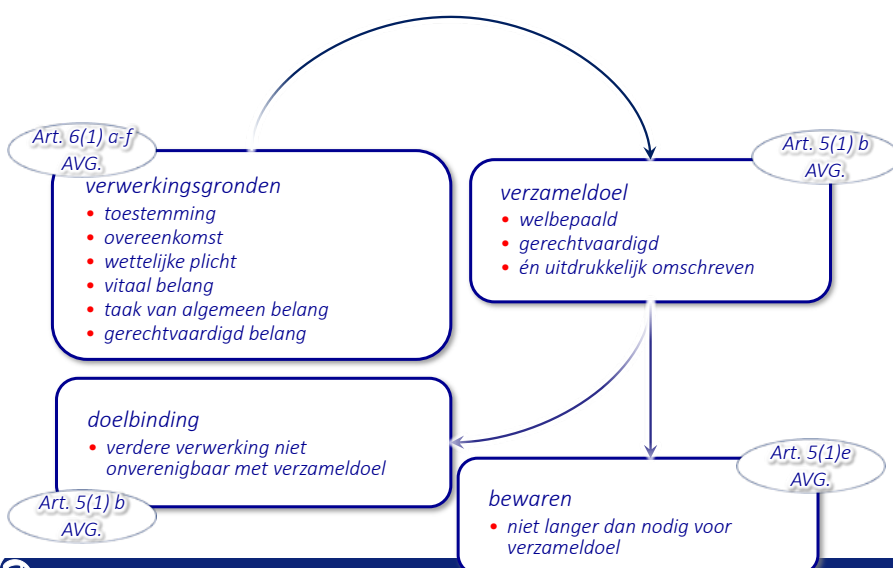 Art. 6(1) a-f
AVG.
verwerkingsgronden
• toestemming
• overeenkomst
• wettelijke plicht
• vitaal belang
• taak van algemeen belang
• gerechtvaardigd belang
Art. 5(1) b
AVG.
verzameldoel
• welbepaald
• gerechtvaardigd
• én uitdrukkelijk omschreven
doelbinding
• verdere verwerking niet
onverenigbaar met verzameldoel
Art. 5(1) b
AVG.
Art. 5(1)e
AVG.
bewaren
• niet langer dan nodig voor
verzameldoel